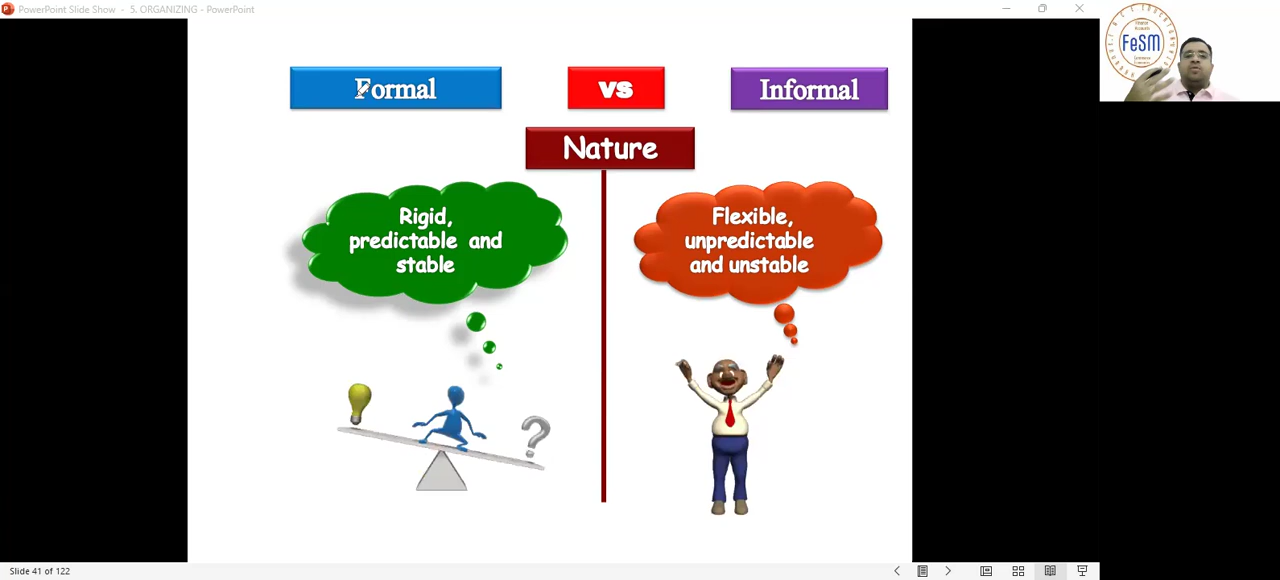 PowerPoint Slide Show - 5. ORGANIZING - PowerPoint
Formal
vs
Informal
Nature
Rigid,
predictable and
stable
Flexible,
unpredictable
and unstable
?
FeSM
Slide 41 of 122